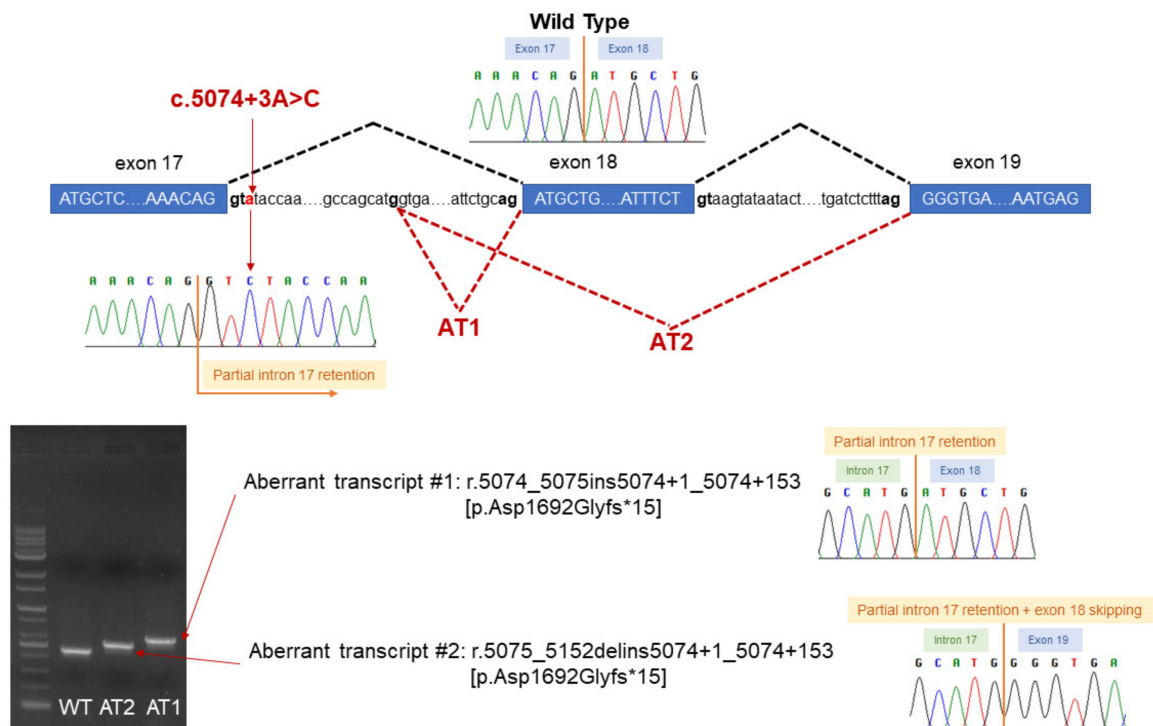 Wild Type
Exon 17 Exon 18
A A A C A G A T G C T G
c.5074+3A>C
exon 17 exon 18 exon 19
ATGCTC....AAACAG gtataccaa....gccagcatggtga....attctgcag ATGCTG....ATTTCT gtaagtataatact....tgatctctttag GGGTGA....AATGAG
A A A C A G G T C T A C C A A
AT1
AT2
Partial intron 17 retention
Aberrant transcript #1: r.5074_5075ins5074+1_5074+153
[p.Asp1692Glyfs*15]
Partial intron 17 retention
Intron 17 Exon 18
G C A T G A T G C T G
Aberrant transcript #2: r.5075_5152delins5074+1_5074+153
[p.Asp1692Glyfs*15]
Partial intron 17 retention + exon 18 skipping
Intron 17 Exon 19
G C A T G G G G T G A
WT AT2 AT1